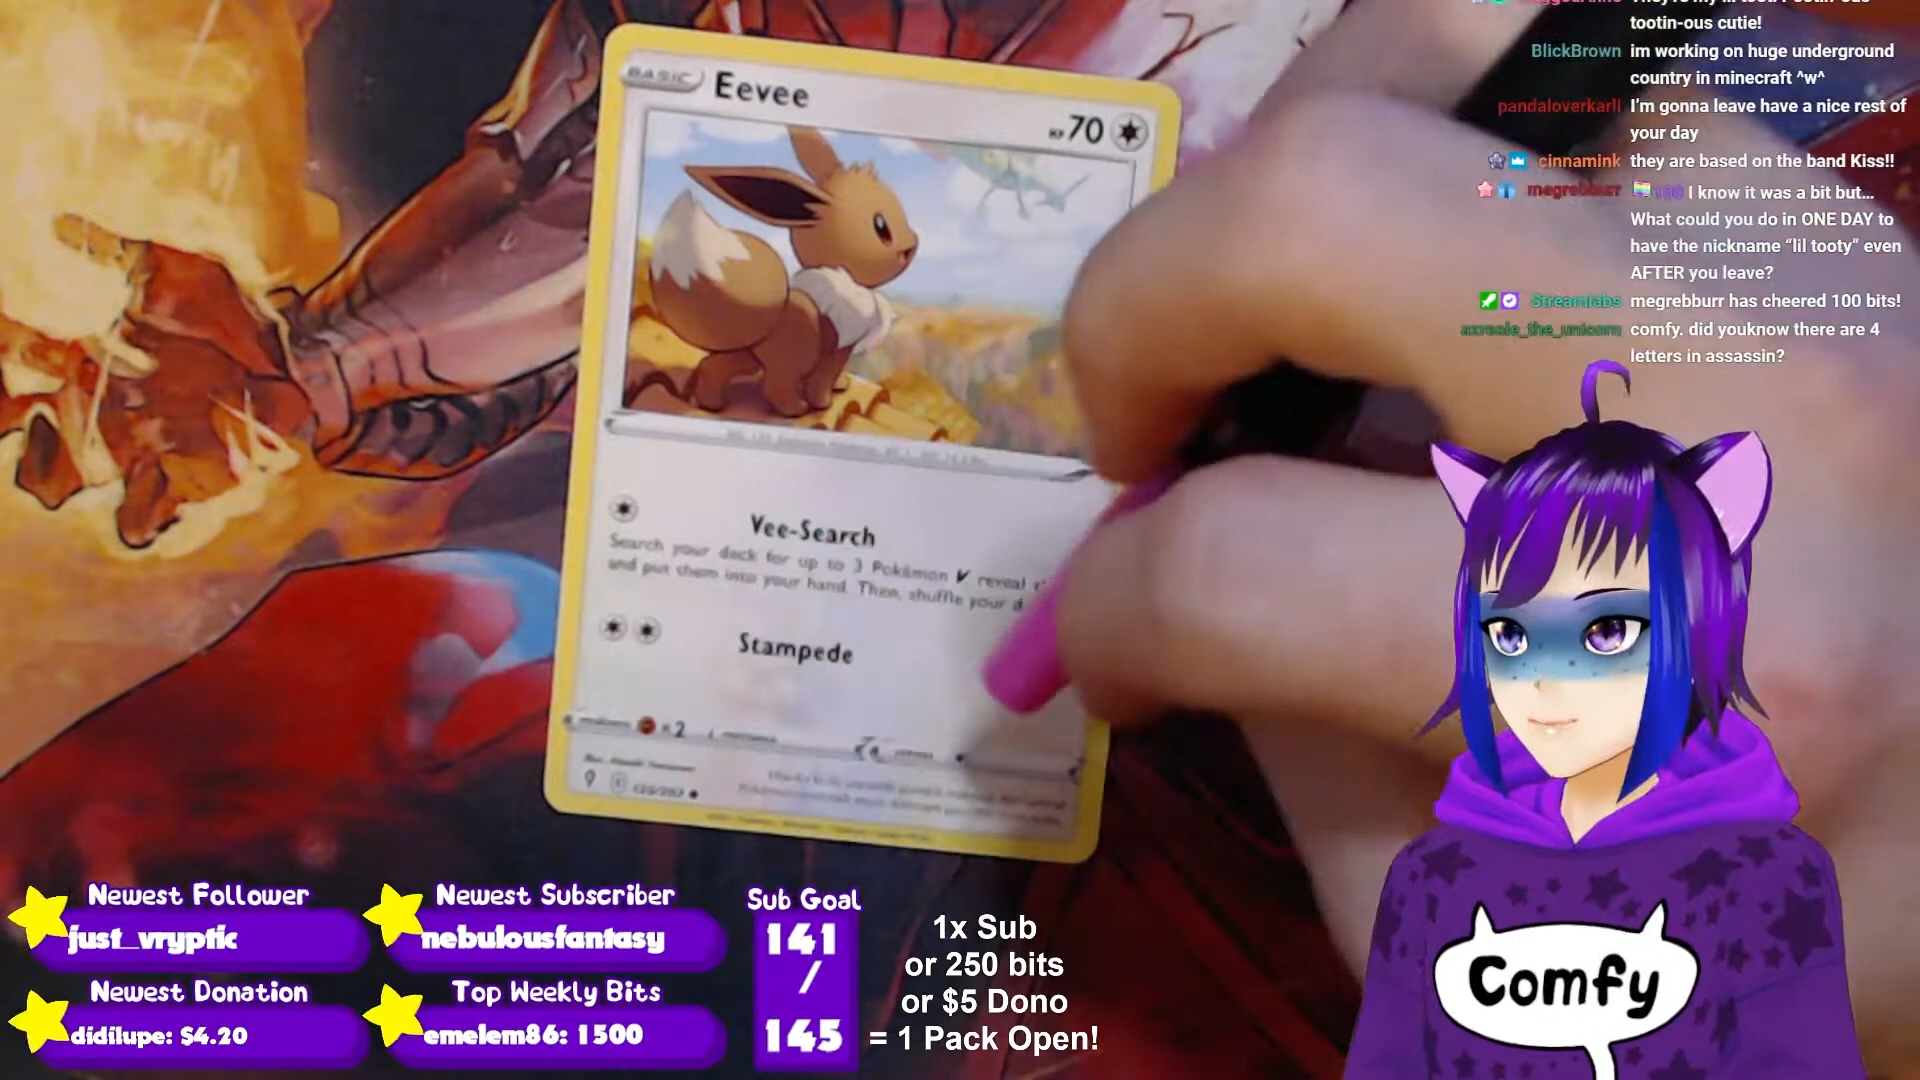 BASIC Eevee
70
Vee-Search
Search your deck for up to 3 Pokémon V reveal
and put them into your hand. Then, shuffle your d
Stampede
×2
tootin-ous cutie!
BlickBrown im working on huge underground
country in minecraft ^w^
pandaloverkarli I'm gonna leave have a nice rest of
your day
cinnamink they are based on the band Kiss!!
megrebburr 100 I know it was a bit but...
What could you do in ONE DAY to
have the nickname “lil tooty” even
AFTER you leave?
Streamlabs megrebburr has cheered 100 bits!
comfy. did youknow there are 4
letters in assassin?
Newest Follower
just_vryptic
Newest Subscriber
nebulousfantasy
Newest Donation
didilupe: $4.20
Top Weekly Bits
emelem86: 1500
Sub Goal
141
/
145
1x Sub
or 250 bits
or $5 Dono
= 1 Pack Open!
Comfy